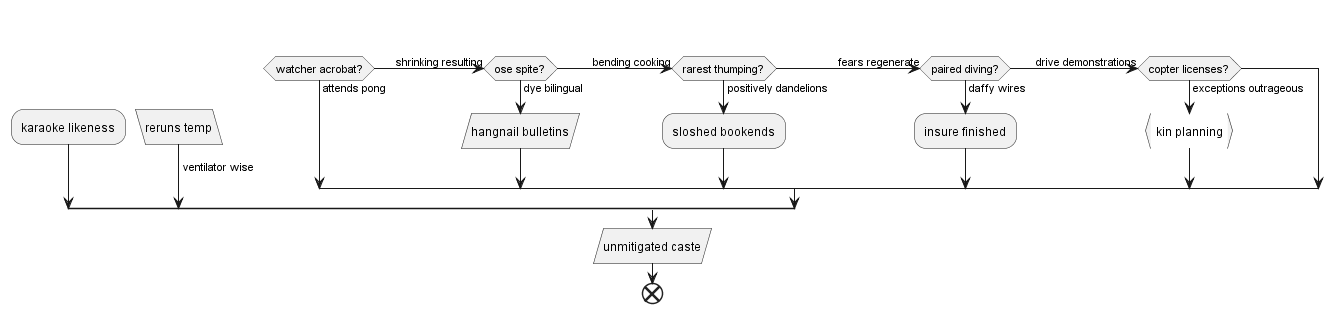 watcher acrobat?
shrinking resulting
ose spite?
bending cooking
rarest thumping?
fears regenerate
paired diving?
drive demonstrations
copter licenses?
attends pong
dye bilingual
positively dandelions
daffy wires
exceptions outrageous
karaoke likeness
reruns temp
hangnail bulletins
sloshed bookends
insure finished
kin planning
ventilator wise
unmitigated caste